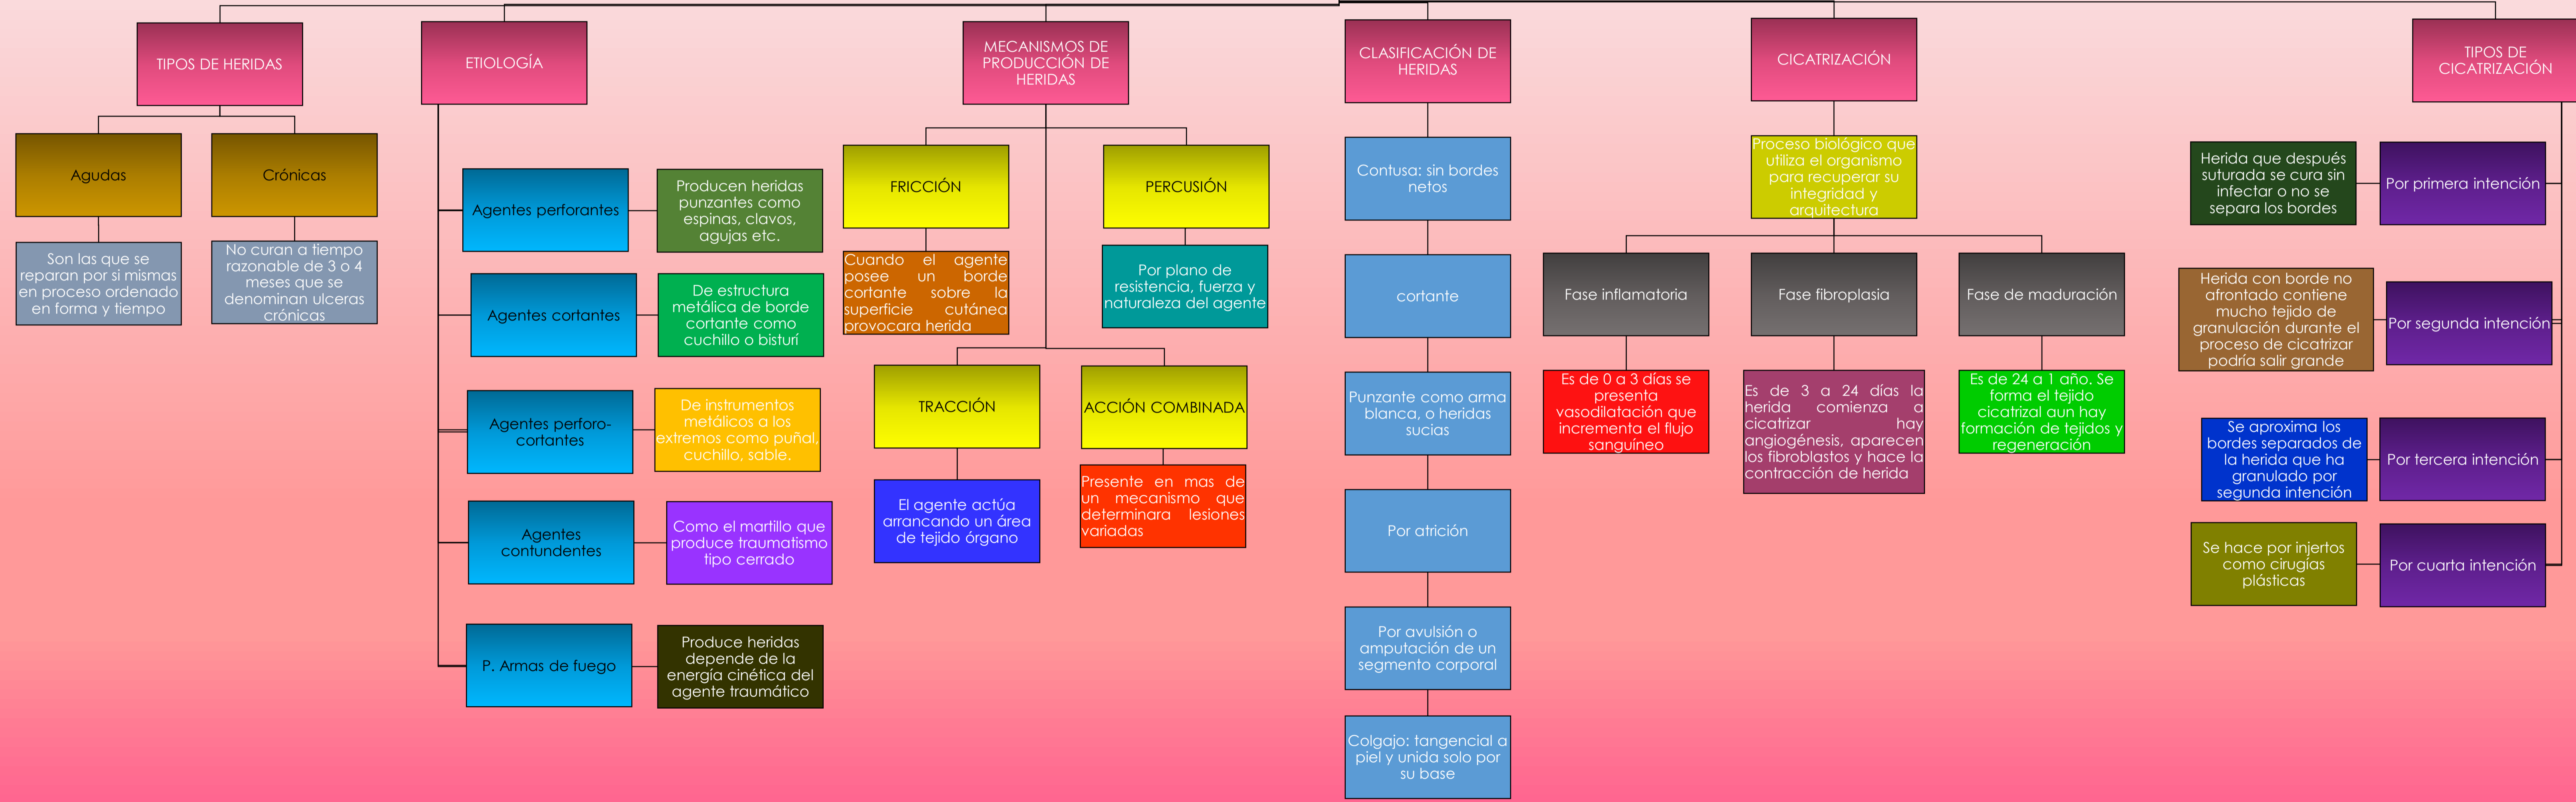 TIPOS DE HERIDAS
Agudas
Son las que se
reparan por si mismas
en proceso ordenado
en forma y tiempo
Crónicas
No curan a tiempo
razonable de 3 o 4
meses que se
denominan ulceras
crónicas
ETIOLOGÍA
Agentes perforantes
Producen heridas
punzantes como
espinas, clavos,
agujas etc.
Agentes cortantes
De estructura
metálica de borde
cortante como
cuchillo o bisturí
Agentes perforo-
cortantes
De instrumentos
metálicos a los
extremos como puñal,
cuchillo, sable.
Agentes
contundentes
Como el martillo que
produce traumatismo
tipo cerrado
P. Armas de fuego
Produce heridas
depende de la
energía cinética del
agente traumático
MECANISMOS DE
PRODUCCIÓN DE
HERIDAS
FRICCIÓN
Cuando el agente
posee un borde
cortante sobre la
superficie cutánea
provocara herida
PERCUSIÓN
Por plano de
resistencia, fuerza y
naturaleza del agente
TRACCIÓN
El agente actúa
arrancando un área
de tejido órgano
ACCIÓN COMBINADA
Presente en mas de
un mecanismo que
determinara lesiones
variadas
CLASIFICACIÓN DE
HERIDAS
Contusa: sin bordes
netos
cortante
Punzante como arma
blanca, o heridas
sucias
Por atrición
Por avulsión o
amputación de un
segmento corporal
Colgajo: tangencial a
piel y unida solo por
su base
CICATRIZACIÓN
Proceso biológico que
utiliza el organismo
para recuperar su
integridad y
arquitectura
Fase inflamatoria
Es de 0 a 3 días se
presenta
vasodilatación que
incrementa el flujo
sanguíneo
Fase fibroplasia
Es de 3 a 24 días la
herida comienza a
cicatrizar hay
angiogénesis, aparecen
los fibroblastos y hace la
contracción de herida
Fase de maduración
Es de 24 a 1 año. Se
forma el tejido
cicatrizal aun hay
formación de tejidos y
regeneración
TIPOS DE
CICATRIZACIÓN
Por primera intención
Herida que después
suturada se cura sin
infectar o no se
separa los bordes
Por segunda intención
Herida con borde no
afrontado contiene
mucho tejido de
granulación durante el
proceso de cicatrizar
podría salir grande
Por tercera intención
Se aproxima los
bordes separados de
la herida que ha
granulado por
segunda intención
Por cuarta intención
Se hace por injertos
como cirugías
plásticas